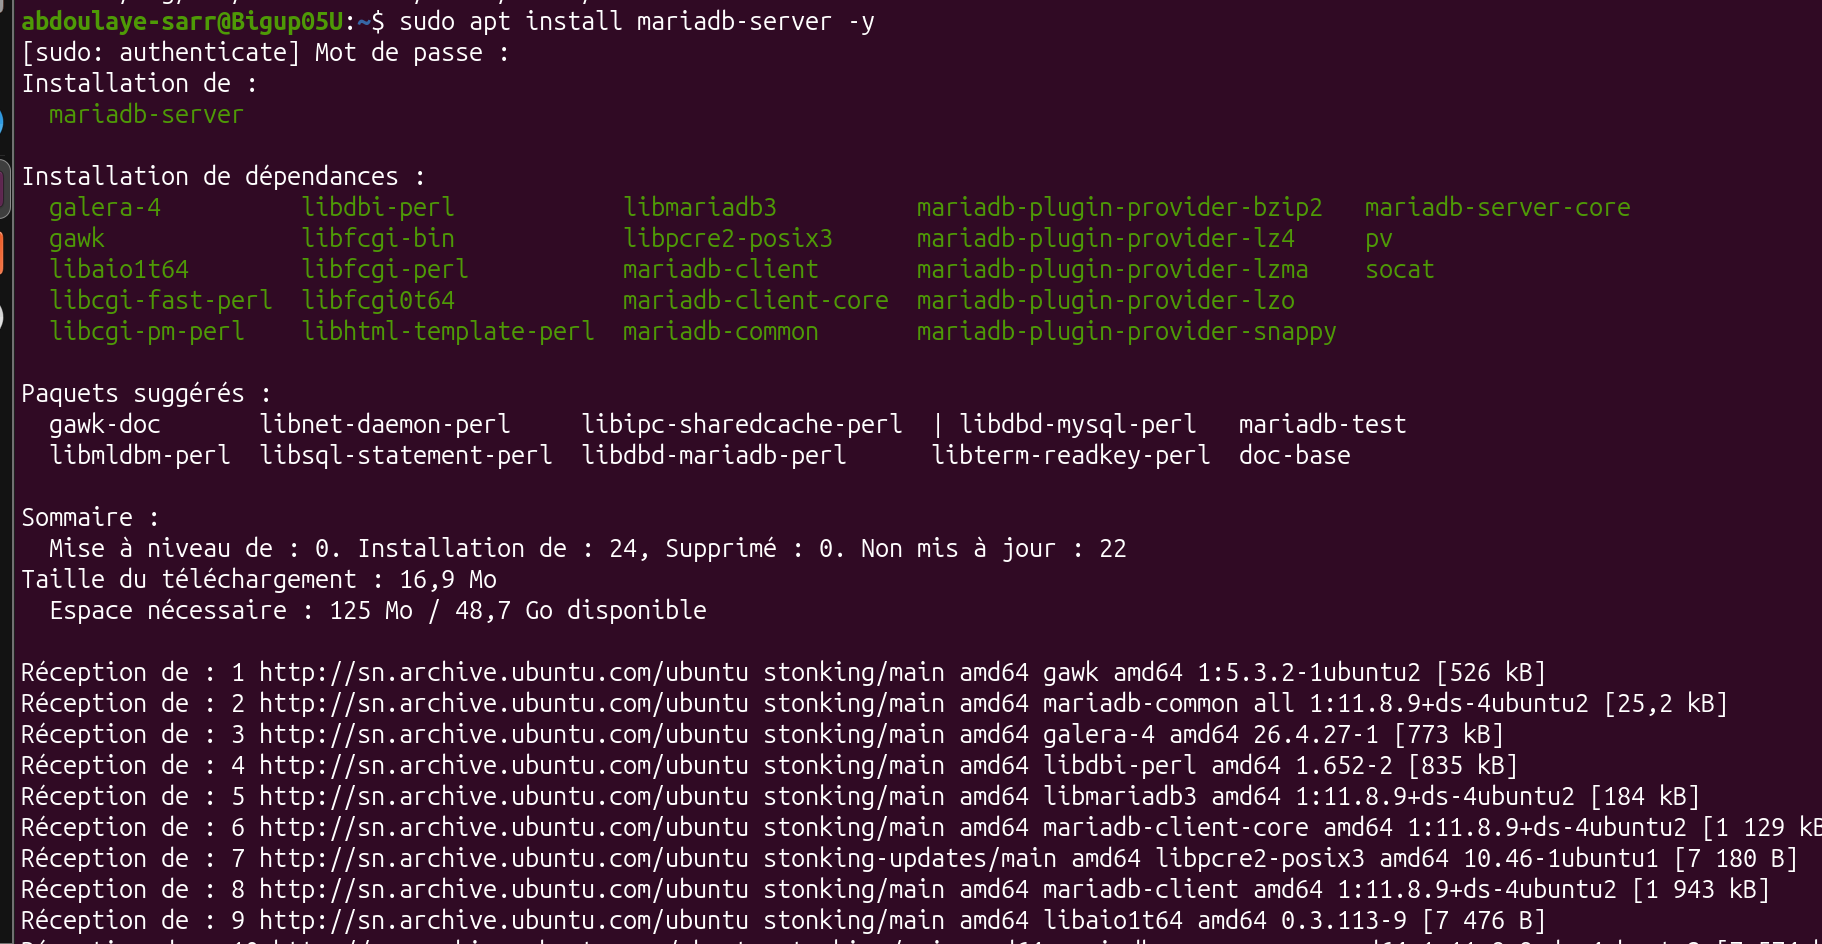 abdoulaye-sarr@Bigup05U:~$ sudo apt install mariadb-server -y
[sudo: authenticate] Mot de passe :
Installation de :
  mariadb-server

Installation de dépendances :
  galera-4          libdbi-perl            libmariadb3          mariadb-plugin-provider-bzip2   mariadb-server-core
  gawk              libfcgi-bin            libpcre2-posix3      mariadb-plugin-provider-lz4     pv
  libaio1t64        libfcgi-perl           mariadb-client       mariadb-plugin-provider-lzma    socat
  libcgi-fast-perl  libfcgi0t64            mariadb-client-core  mariadb-plugin-provider-lzo
  libcgi-pm-perl    libhtml-template-perl  mariadb-common       mariadb-plugin-provider-snappy

Paquets suggérés :
  gawk-doc       libnet-daemon-perl     libipc-sharedcache-perl  | libdbd-mysql-perl   mariadb-test
  libmldbm-perl  libsql-statement-perl  libdbd-mariadb-perl      libterm-readkey-perl  doc-base

Sommaire :
  Mise à niveau de : 0. Installation de : 24, Supprimé : 0. Non mis à jour : 22
Taille du téléchargement : 16,9 Mo
  Espace nécessaire : 125 Mo / 48,7 Go disponible

Réception de : 1 http://sn.archive.ubuntu.com/ubuntu stonking/main amd64 gawk amd64 1:5.3.2-1ubuntu2 [526 kB]
Réception de : 2 http://sn.archive.ubuntu.com/ubuntu stonking/main amd64 mariadb-common all 1:11.8.9+ds-4ubuntu2 [25,2 kB]
Réception de : 3 http://sn.archive.ubuntu.com/ubuntu stonking/main amd64 galera-4 amd64 26.4.27-1 [773 kB]
Réception de : 4 http://sn.archive.ubuntu.com/ubuntu stonking/main amd64 libdbi-perl amd64 1.652-2 [835 kB]
Réception de : 5 http://sn.archive.ubuntu.com/ubuntu stonking/main amd64 libmariadb3 amd64 1:11.8.9+ds-4ubuntu2 [184 kB]
Réception de : 6 http://sn.archive.ubuntu.com/ubuntu stonking/main amd64 mariadb-client-core amd64 1:11.8.9+ds-4ubuntu2 [1 129 kB
Réception de : 7 http://sn.archive.ubuntu.com/ubuntu stonking-updates/main amd64 libpcre2-posix3 amd64 10.46-1ubuntu1 [7 180 B]
Réception de : 8 http://sn.archive.ubuntu.com/ubuntu stonking/main amd64 mariadb-client amd64 1:11.8.9+ds-4ubuntu2 [1 943 kB]
Réception de : 9 http://sn.archive.ubuntu.com/ubuntu stonking/main amd64 libaio1t64 amd64 0.3.113-9 [7 476 B]